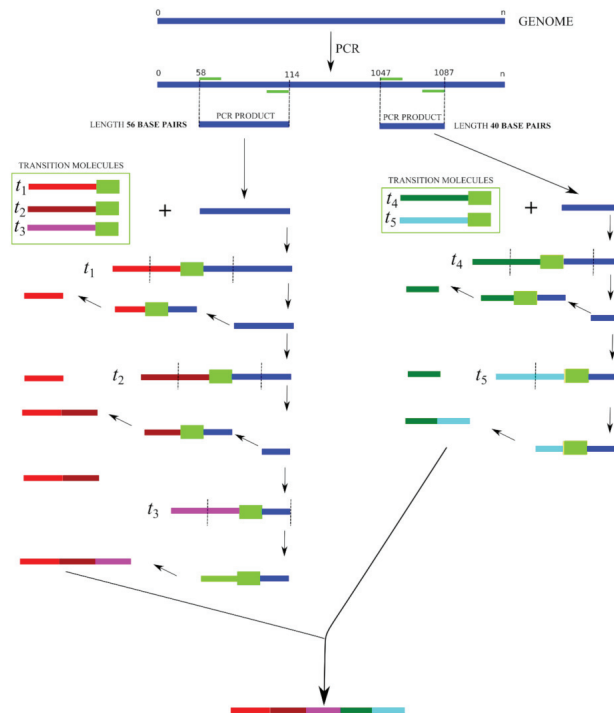 0 n
GENOME
PCR
0 58 114 1047 1087 n
LENGTH 56 BASE PAIRS PCR PRODUCT PCR PRODUCT LENGTH 40 BASE PAIRS
TRANSITION MOLECULES
t1
t2
t3
+
TRANSITION MOLECULES
t4
t5
+
t1
t4
t2
t5
t3